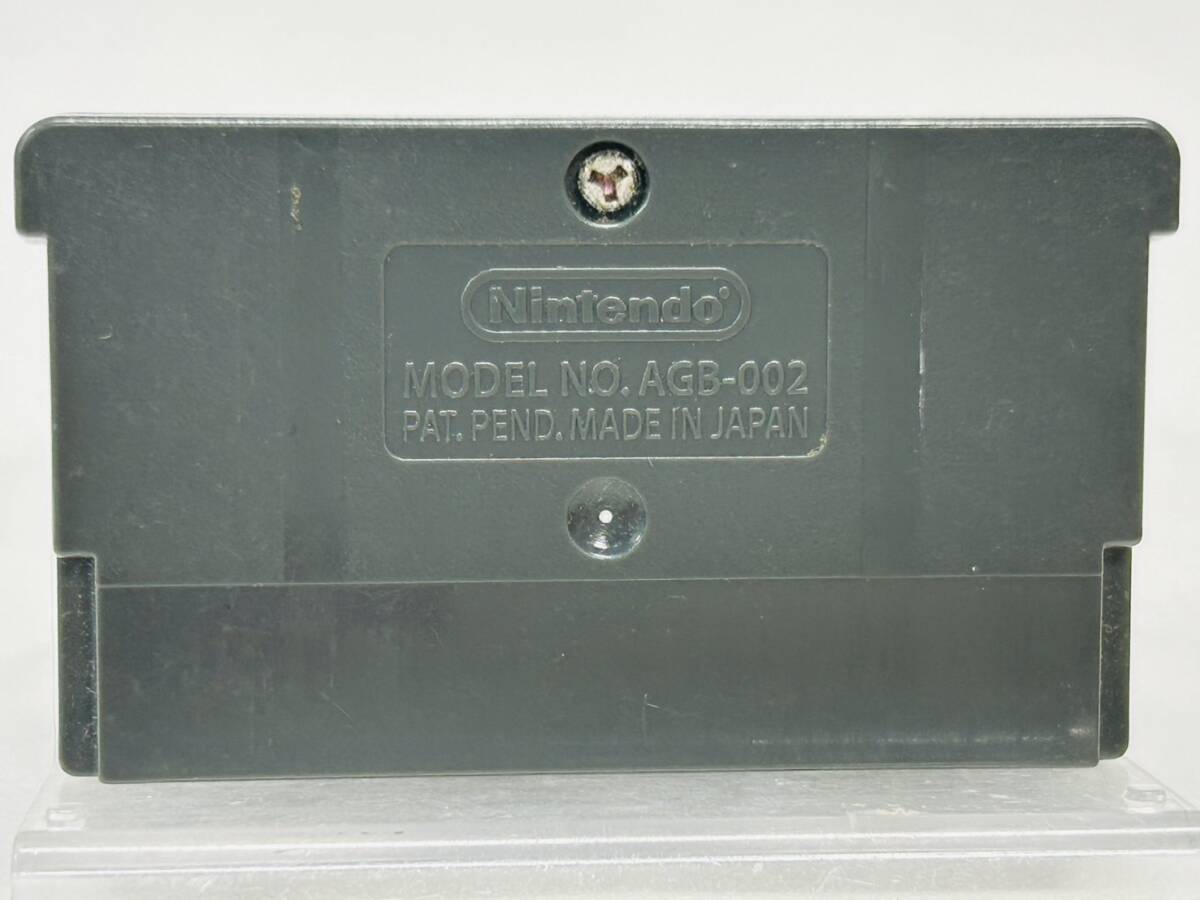 Nintendo®
MODEL NO. AGB-002
PAT. PEND. MADE IN JAPAN